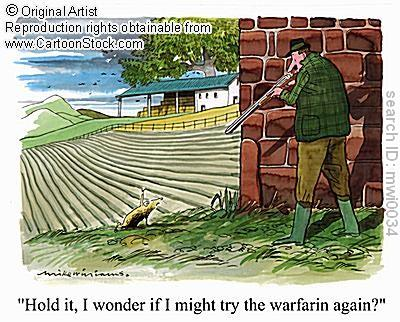 © Original Artist
Reproduction rights obtainable from
www.CartoonStock.com
search ID: mwi0034
mikewilliams.
"Hold it, I wonder if I might try the warfarin again?"